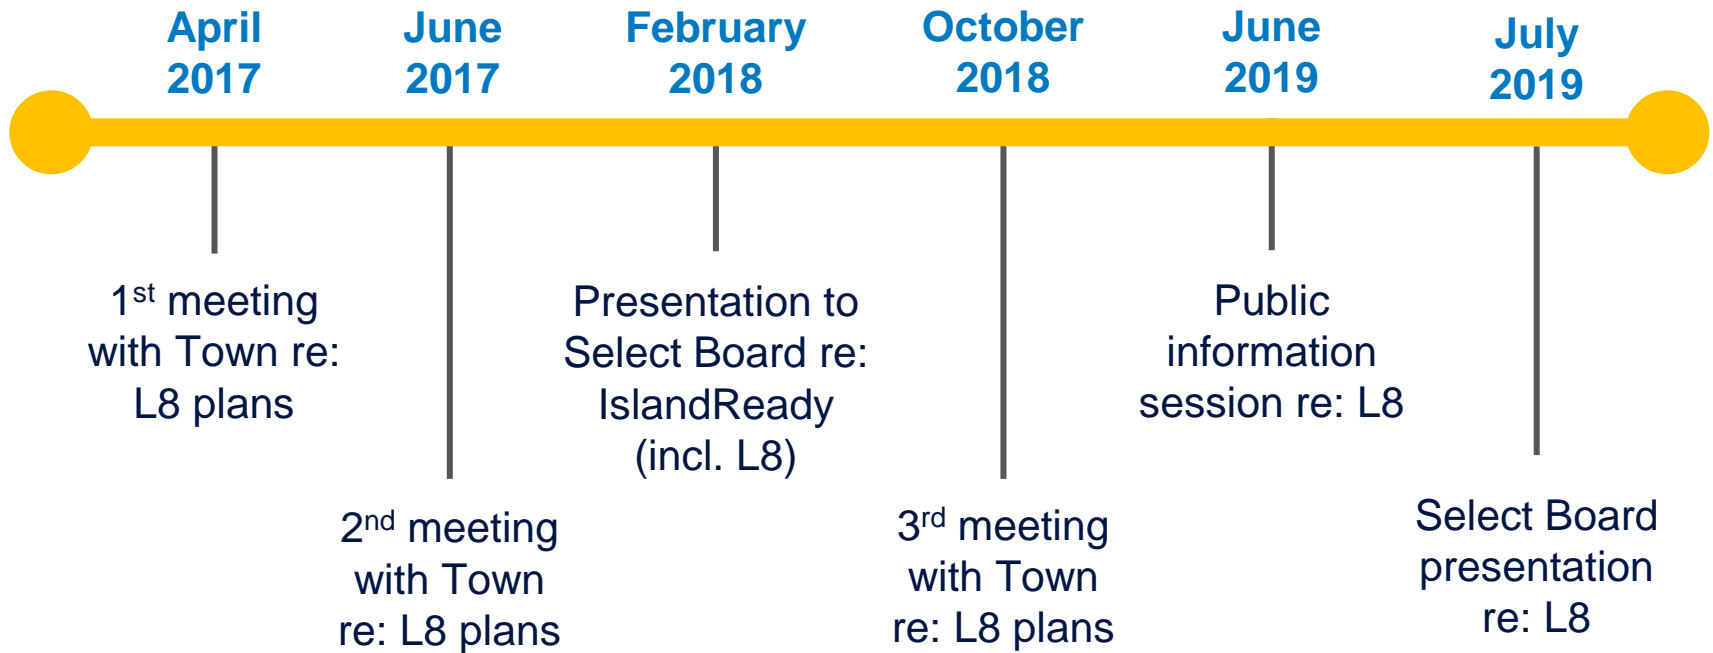 April
2017
June
2017
February
2018
October
2018
June
2019
July
2019
1st meeting
with Town re:
L8 plans
2nd meeting
with Town
re: L8 plans
Presentation to
Select Board re:
IslandReady
(incl. L8)
3rd meeting
with Town
re: L8 plans
Public
information
session re: L8
Select Board
presentation
re: L8